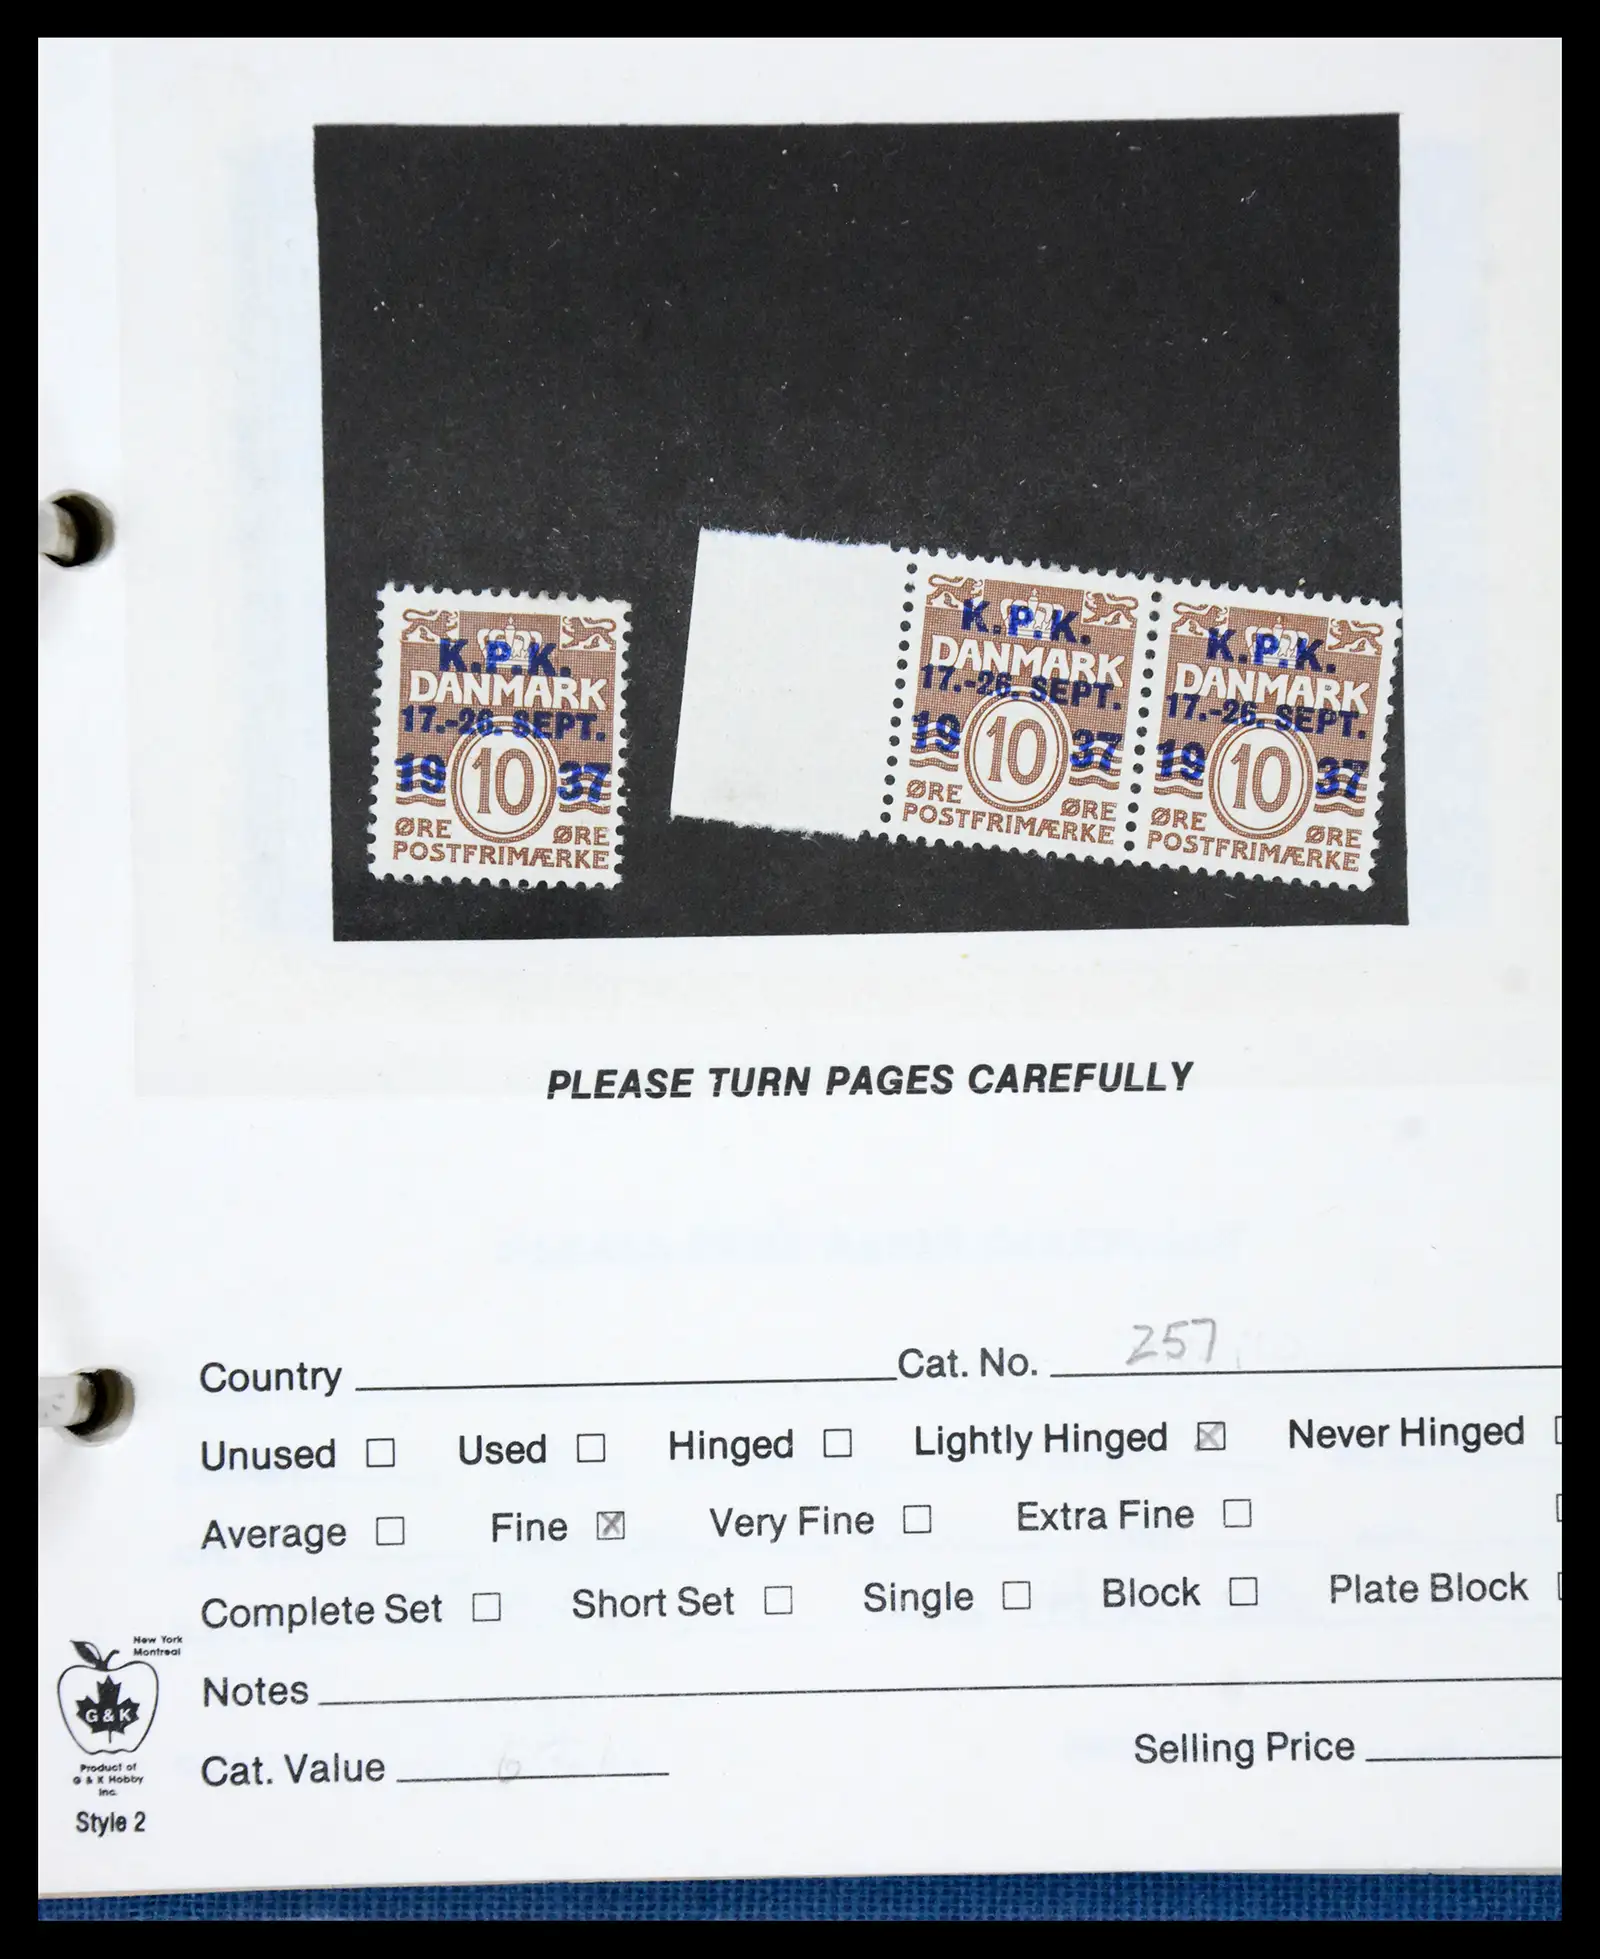 K.P.K.
DANMARK
17.-26. SEPT.
19 10 37
ØRE ØRE
POSTFRIMÆRKE
K.P.K.
DANMARK
17.-26. SEPT.
19 10 37
ØRE ØRE
POSTFRIMÆRKE
K.P.K.
DANMARK
17.-26. SEPT.
19 10 37
ØRE ØRE
POSTFRIMÆRKE
PLEASE TURN PAGES CAREFULLY
Country Cat. No. 257
Unused Used Hinged Lightly Hinged Never Hinged
Average Fine Very Fine Extra Fine
Complete Set Short Set Single Block Plate Block
New York
Montreal
Notes
G & K
Selling Price
Cat. Value
Product of
G & K Hobby
Inc.
Style 2